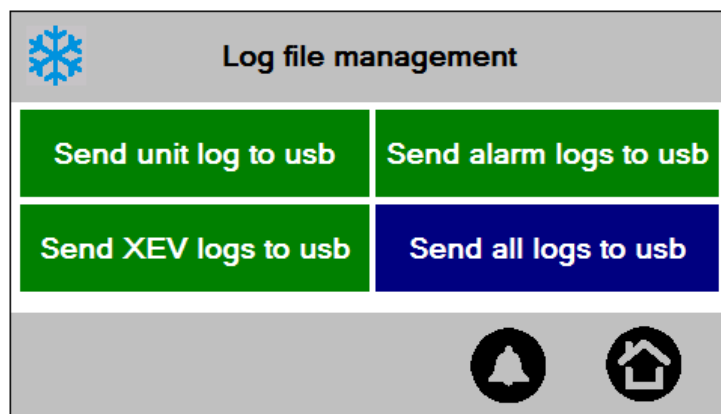 Log file management
Send unit log to usb
Send alarm logs to usb
Send XEV logs to usb
Send all logs to usb